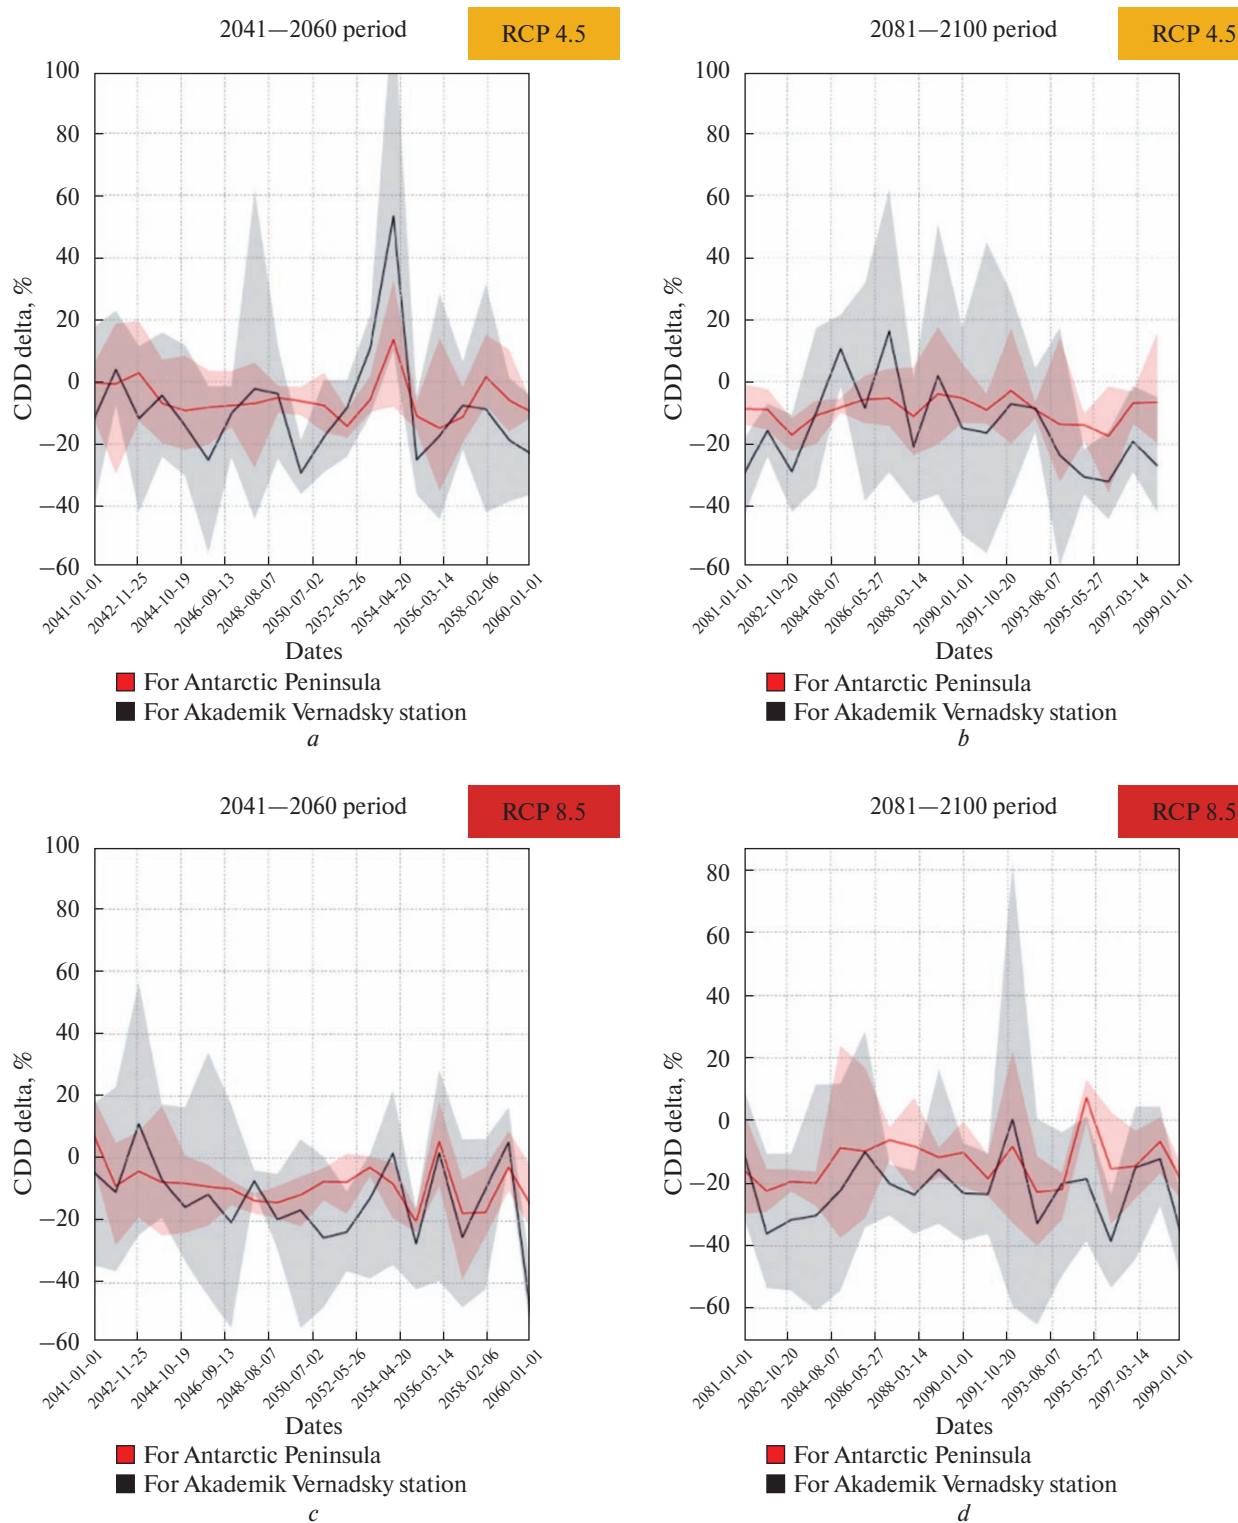 2041—2060 period
RCP 4.5
100
80
60
40
20
0
−20
−40
−60
CDD delta, %
2041-01-01
2042-11-25
2044-10-19
2046-09-13
2048-08-07
2050-07-02
2052-05-26
2054-04-20
2056-03-14
2058-02-06
2060-01-01
Dates
For Antarctic Peninsula
For Akademik Vernadsky station
a
2081—2100 period
RCP 4.5
100
80
60
40
20
0
−20
−40
−60
CDD delta, %
2081-01-01
2082-10-20
2084-08-07
2086-05-27
2088-03-14
2090-01-01
2091-10-20
2093-08-07
2095-05-27
2097-03-14
2099-01-01
Dates
For Antarctic Peninsula
For Akademik Vernadsky station
b
2041—2060 period
RCP 8.5
100
80
60
40
20
0
−20
−40
−60
CDD delta, %
2041-01-01
2042-11-25
2044-10-19
2046-09-13
2048-08-07
2050-07-02
2052-05-26
2054-04-20
2056-03-14
2058-02-06
2060-01-01
Dates
For Antarctic Peninsula
For Akademik Vernadsky station
c
2081—2100 period
RCP 8.5
80
60
40
20
0
−20
−40
−60
CDD delta, %
2081-01-01
2082-10-20
2084-08-07
2086-05-27
2088-03-14
2090-01-01
2091-10-20
2093-08-07
2095-05-27
2097-03-14
2099-01-01
Dates
For Antarctic Peninsula
For Akademik Vernadsky station
d